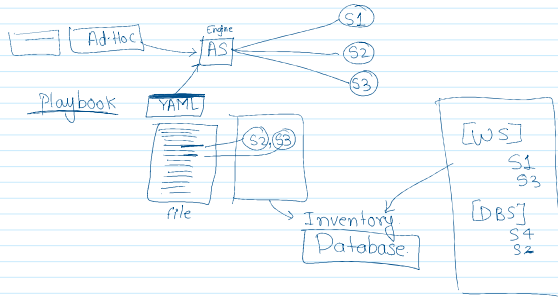 Engine
Ad-Hoc
AS
S1
S2
S3
Playbook
YAML
S2, S3
file
Inventory
Database.
[WS]
S1
S3
[DBS]
S4
S2